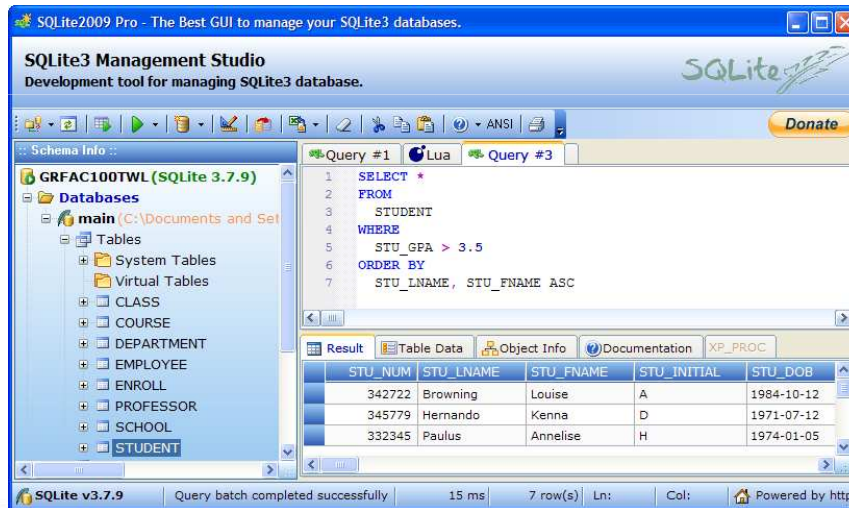 SQLite2009 Pro - The Best GUI to manage your SQLite3 databases.
SQLite3 Management Studio
Development tool for managing SQLite3 database.
SQLite
ANSI
Donate
:: Schema Info ::
GRFAC100TWL (SQLite 3.7.9)
Databases
main (C:\Documents and Set
Tables
System Tables
Virtual Tables
CLASS
COURSE
DEPARTMENT
EMPLOYEE
ENROLL
PROFESSOR
SCHOOL
STUDENT
Query #1 Lua Query #3
1 SELECT *
2 FROM
3 STUDENT
4 WHERE
5 STU_GPA > 3.5
6 ORDER BY
7 STU_LNAME, STU_FNAME ASC
Result Table Data Object Info Documentation XP_PROC
STU_NUM STU_LNAME STU_FNAME STU_INITIAL STU_DOB
342722 Browning Louise A 1984-10-12
345779 Hernando Kenna D 1971-07-12
332345 Paulus Annelise H 1974-01-05
SQLite v3.7.9 Query batch completed successfully 15 ms 7 row(s) Ln: Col: Powered by http